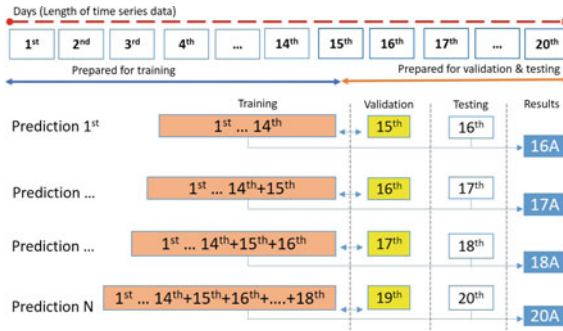 Days (Length of time series data)
1st 2nd 3rd 4th ... 14th 15th 16th 17th ... 20th
Prepared for training Prepared for validation & testing
Training Validation Testing Results
Prediction 1st 1st ... 14th 15th 16th
16A
Prediction ... 1st ... 14th+15th 16th 17th
17A
Prediction ... 1st ... 14th+15th+16th 17th 18th
18A
Prediction N 1st ... 14th+15th+16th+....+18th 19th 20th
20A